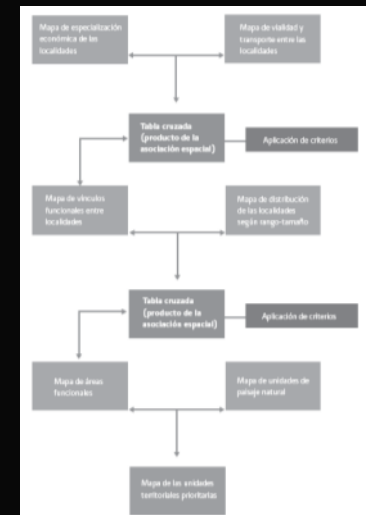 Mapa de especialización
económica de las
localidades
Mapa de vialidad y
transporte entre las
localidades
Tabla cruzada
(producto de la
asociación espacial)
Aplicación de criterios
Mapa de vínculos
funcionales entre
localidades
Mapa de distribución
de las localidades
según rango-tamaño
Tabla cruzada
(producto de la
asociación espacial)
Aplicación de criterios
Mapa de áreas
funcionales
Mapa de unidades de
paisaje natural
Mapa de las unidades
territoriales prioritarias